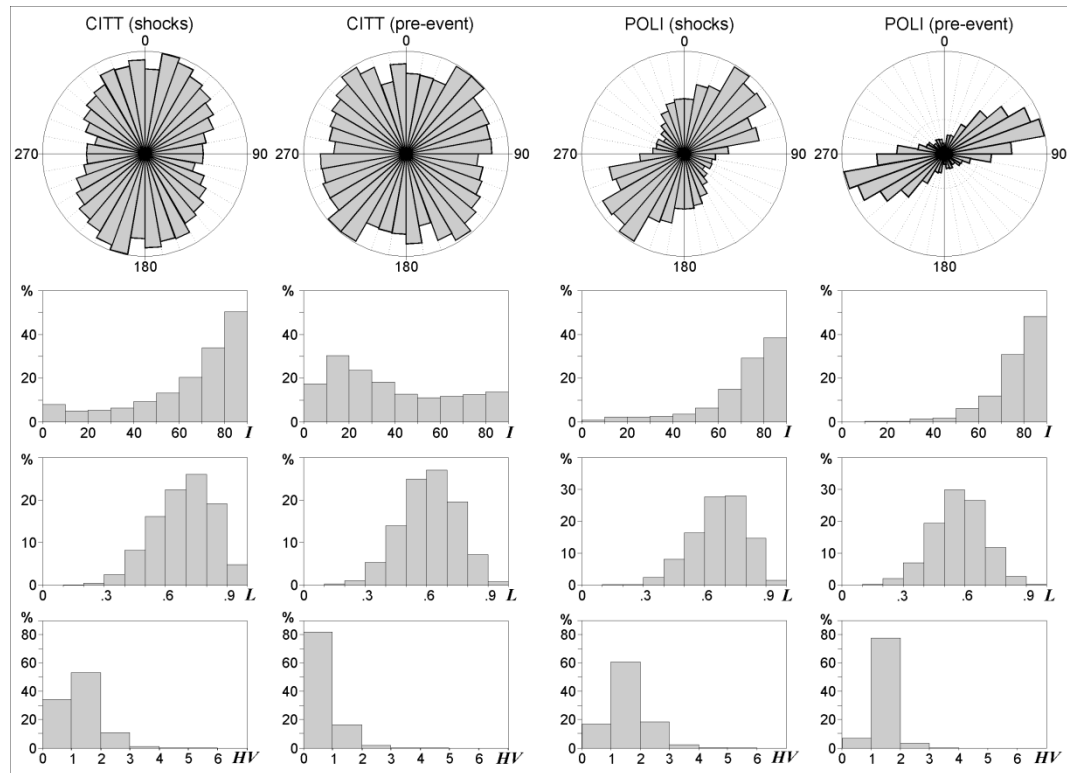 CITT (shocks) CITT (pre-event) POLI (shocks) POLI (pre-event)
0 0 0 0
270 90 270 90 270 90 270 90
180 180 180 180
% % % %
40 40 40 40
20 20 20 20
0 0 0 0
0 20 40 60 80 I 0 20 40 60 80 I 0 20 40 60 80 I 0 20 40 60 80 I
% % % %
30 30
20 20 20 20
10 10 10 10
0 0 0 0
0 .3 .6 .9 L 0 .3 .6 .9 L 0 .3 .6 .9 L 0 .3 .6 .9 L
% % % %
80 80 80 80
60 60 60 60
40 40 40 40
20 20 20 20
0 0 0 0
0 1 2 3 4 5 6 HV 0 1 2 3 4 5 6 HV 0 1 2 3 4 5 6 HV 0 1 2 3 4 5 6 HV